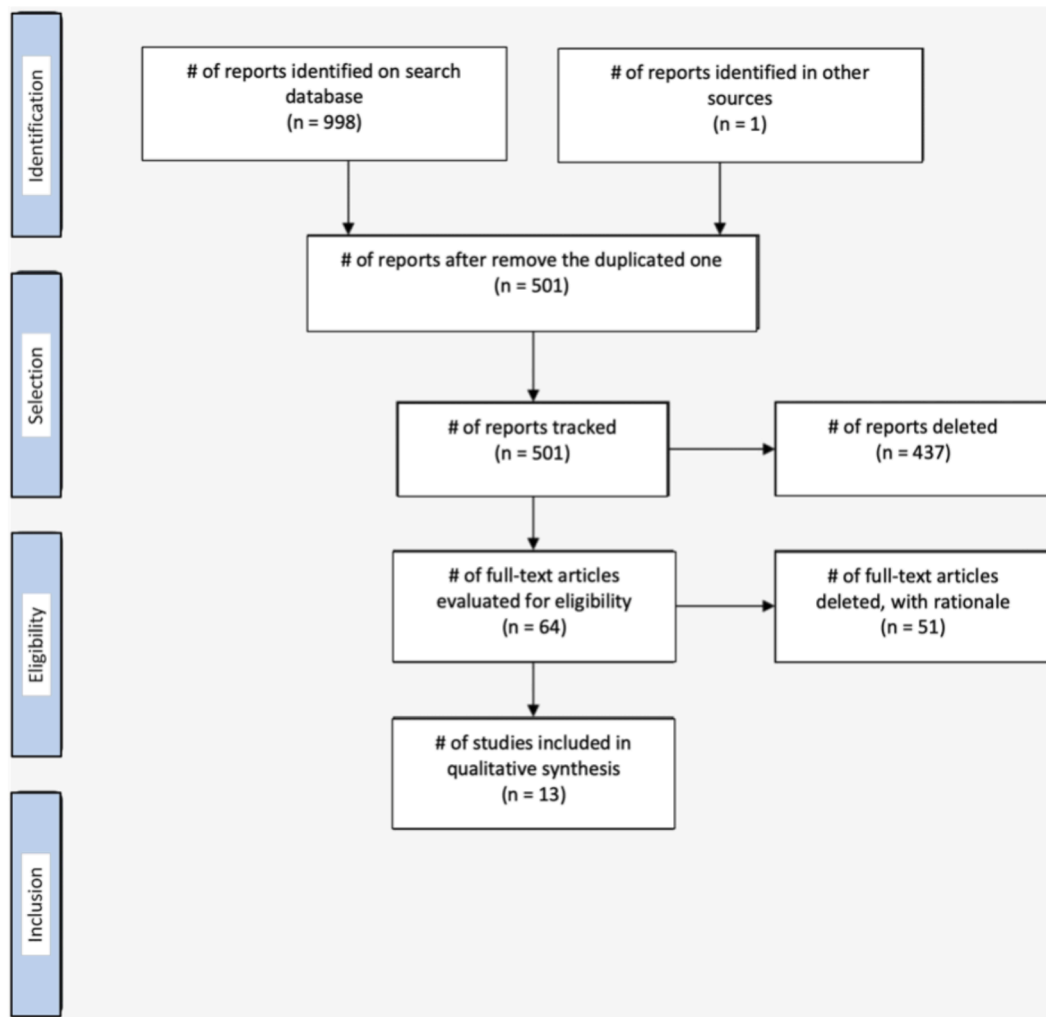 Identification
# of reports identified on search
database
(n = 998)
# of reports identified in other
sources
(n = 1)
# of reports after remove the duplicated one
(n = 501)
Selection
# of reports tracked
(n = 501)
# of reports deleted
(n = 437)
Eligibility
# of full-text articles
evaluated for eligibility
(n = 64)
# of full-text articles
deleted, with rationale
(n = 51)
# of studies included in
qualitative synthesis
(n = 13)
Inclusion